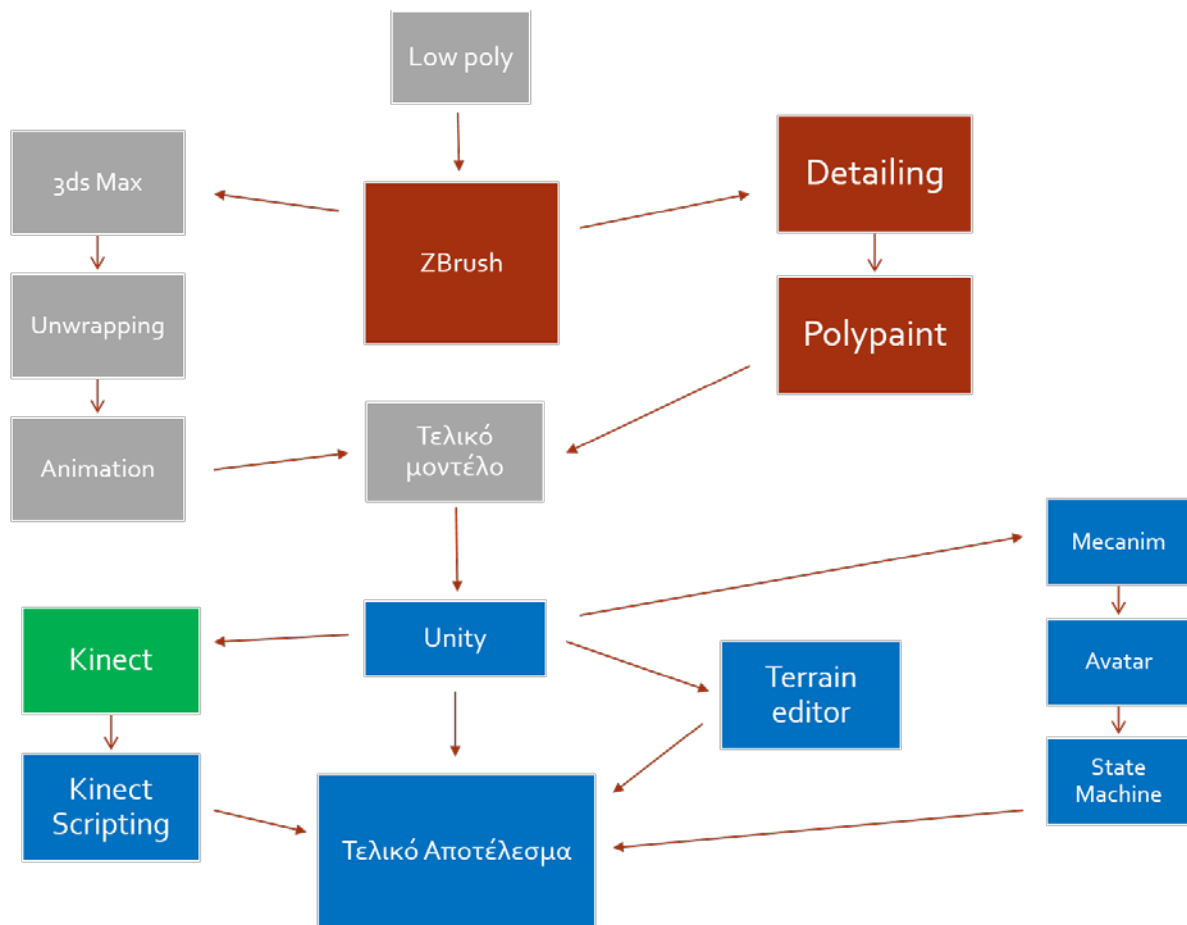 Low poly
3ds Max
ZBrush
Detailing
Unwrapping
Polypaint
Animation
Τελικό
μοντέλο
Mecanim
Kinect
Unity
Terrain
editor
Avatar
Kinect
Scripting
Τελικό Αποτέλεσμα
State
Machine